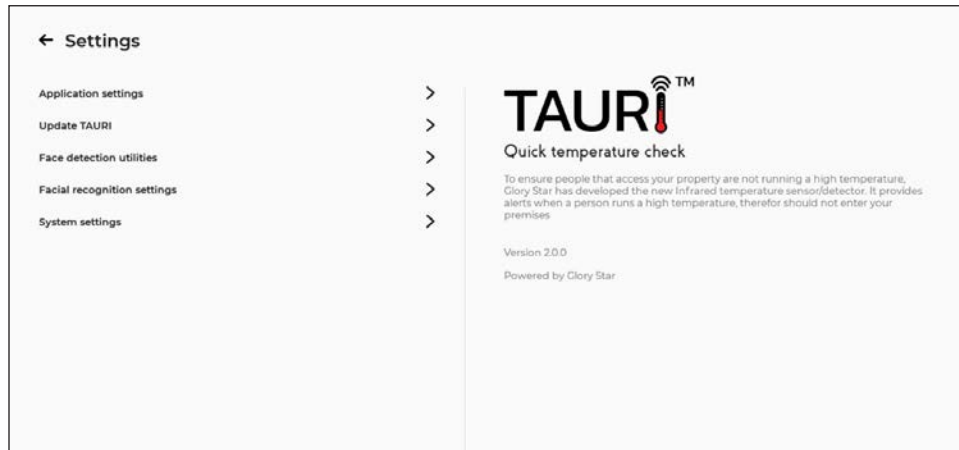 ← Settings
Application settings >
Update TAURI >
Face detection utilities >
Facial recognition settings >
System settings >
TAURI™
Quick temperature check
To ensure people that access your property are not running a high temperature,
Glory Star has developed the new Infrared temperature sensor/detector. It provides
alerts when a person runs a high temperature, therefor should not enter your
premises
Version 2.0.0
Powered by Glory Star